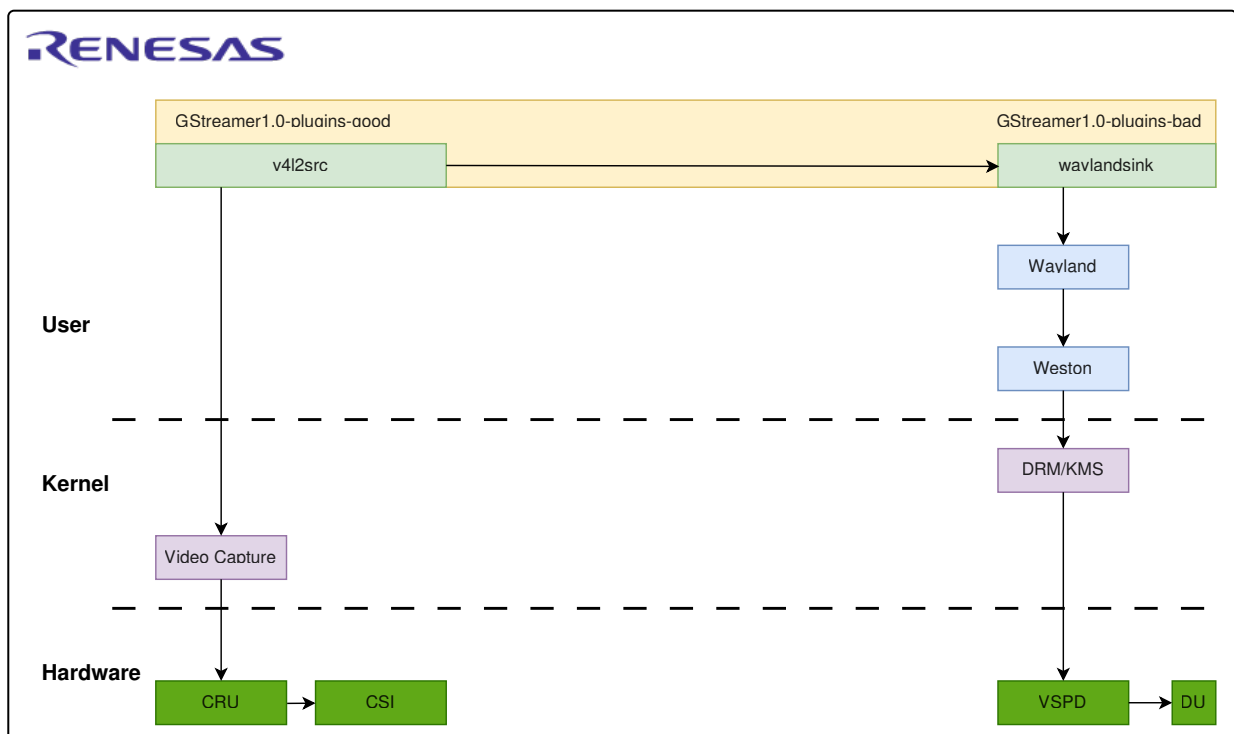 RENESAS
GStreamer1.0-plugins-good
GStreamer1.0-plugins-bad
v4l2src
waylandsink
Wayland
User
Weston
Kernel
DRM/KMS
Video Capture
Hardware
CRU
CSI
VSPD
DU